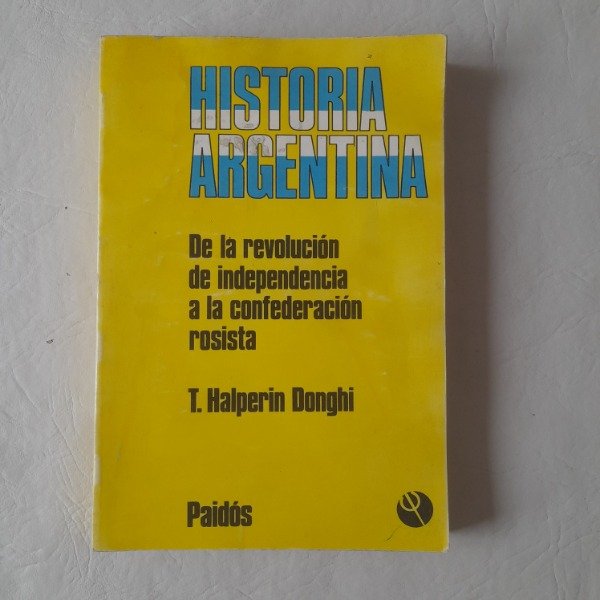 HISTORIA
ARGENTINA
De la revolución
de independencia
a la confederación
rosista
T. Halperin Donghi
Paidós